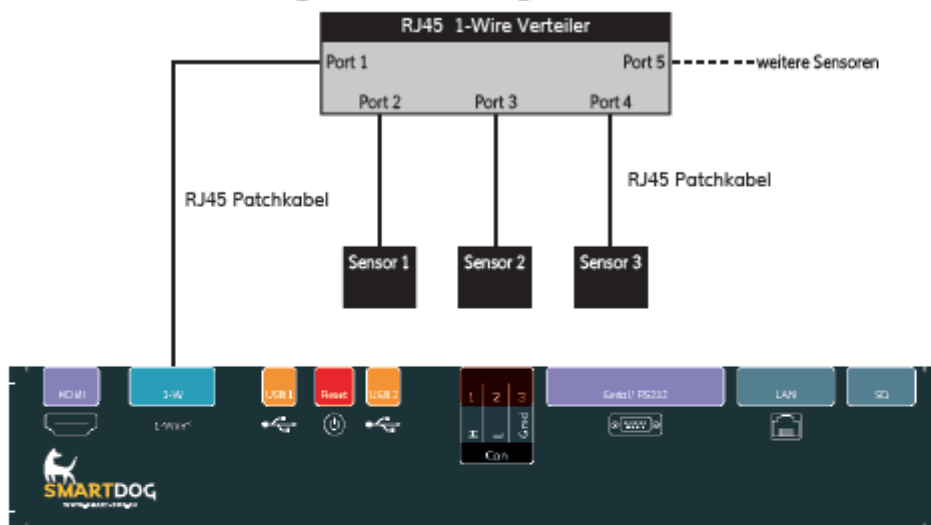 RJ45 1-Wire Verteiler
Port 1
Port 5
weitere Sensoren
Port 2
Port 3
Port 4
RJ45 Patchkabel
RJ45 Patchkabel
Sensor 1
Sensor 2
Sensor 3
HDMI
1-W
USB 1
Reset
USB 2
1
2
3
Serial/ RS232
LAN
SD
1-Wire
H
L
Gnd
Can
SMARTDOG